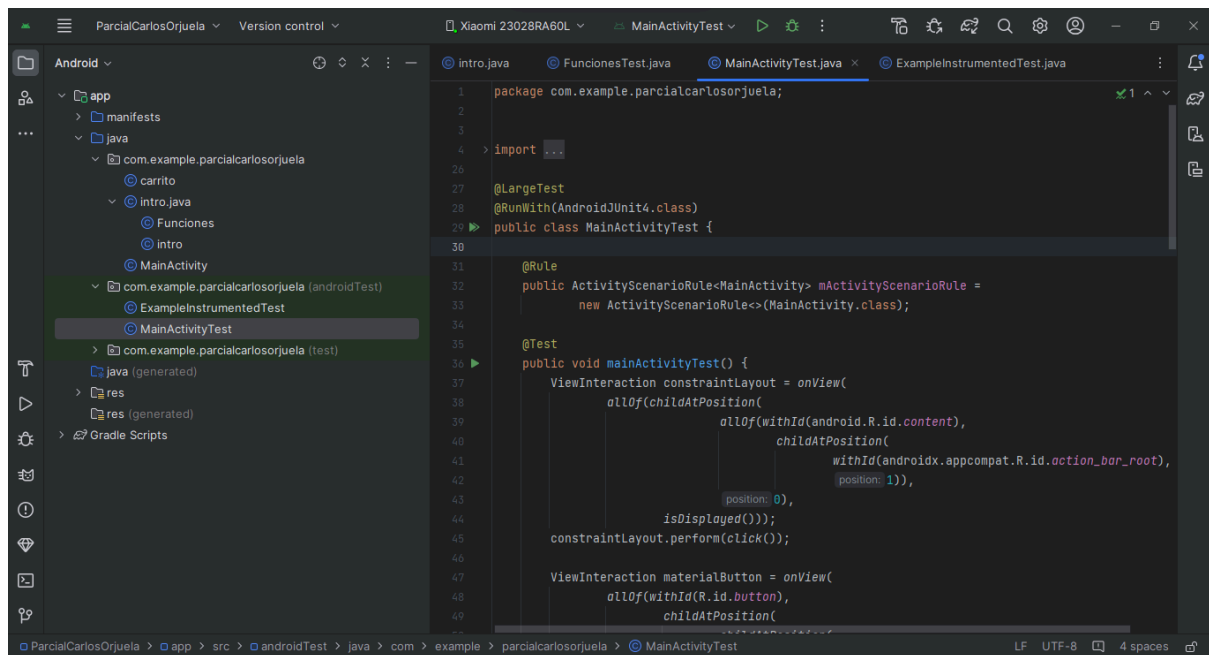 ParcialCarlosOrjuela Version control Xiaomi 23028RA60L MainActivityTest
Android
app
manifests
java
com.example.parcialcarlosorjuela
carrito
intro.java
Funciones
intro
MainActivity
com.example.parcialcarlosorjuela (androidTest)
ExampleInstrumentedTest
MainActivityTest
com.example.parcialcarlosorjuela (test)
java (generated)
res
res (generated)
Gradle Scripts
intro.java FuncionesTest.java MainActivityTest.java ExampleInstrumentedTest.java
1 package com.example.parcialcarlosorjuela; 1
2
3
4 import ...
26
27 @LargeTest
28 @RunWith(AndroidJUnit4.class)
29 public class MainActivityTest {
30
31 @Rule
32 public ActivityScenarioRule<MainActivity> mActivityScenarioRule =
33 new ActivityScenarioRule<>(MainActivity.class);
34
35 @Test
36 public void mainActivityTest() {
37 ViewInteraction constraintLayout = onView(
38 allOf(childAtPosition(
39 allOf(withId(android.R.id.content),
40 childAtPosition(
41 withId(androidx.appcompat.R.id.action_bar_root),
42 position: 1)),
43 position: 0),
44 isDisplayed()));
45 constraintLayout.perform(click());
46
47 ViewInteraction materialButton = onView(
48 allOf(withId(R.id.button),
49 childAtPosition(
ParcialCarlosOrjuela > app > src > androidTest > java > com > example > parcialcarlosorjuela > MainActivityTest LF UTF-8 4 spaces